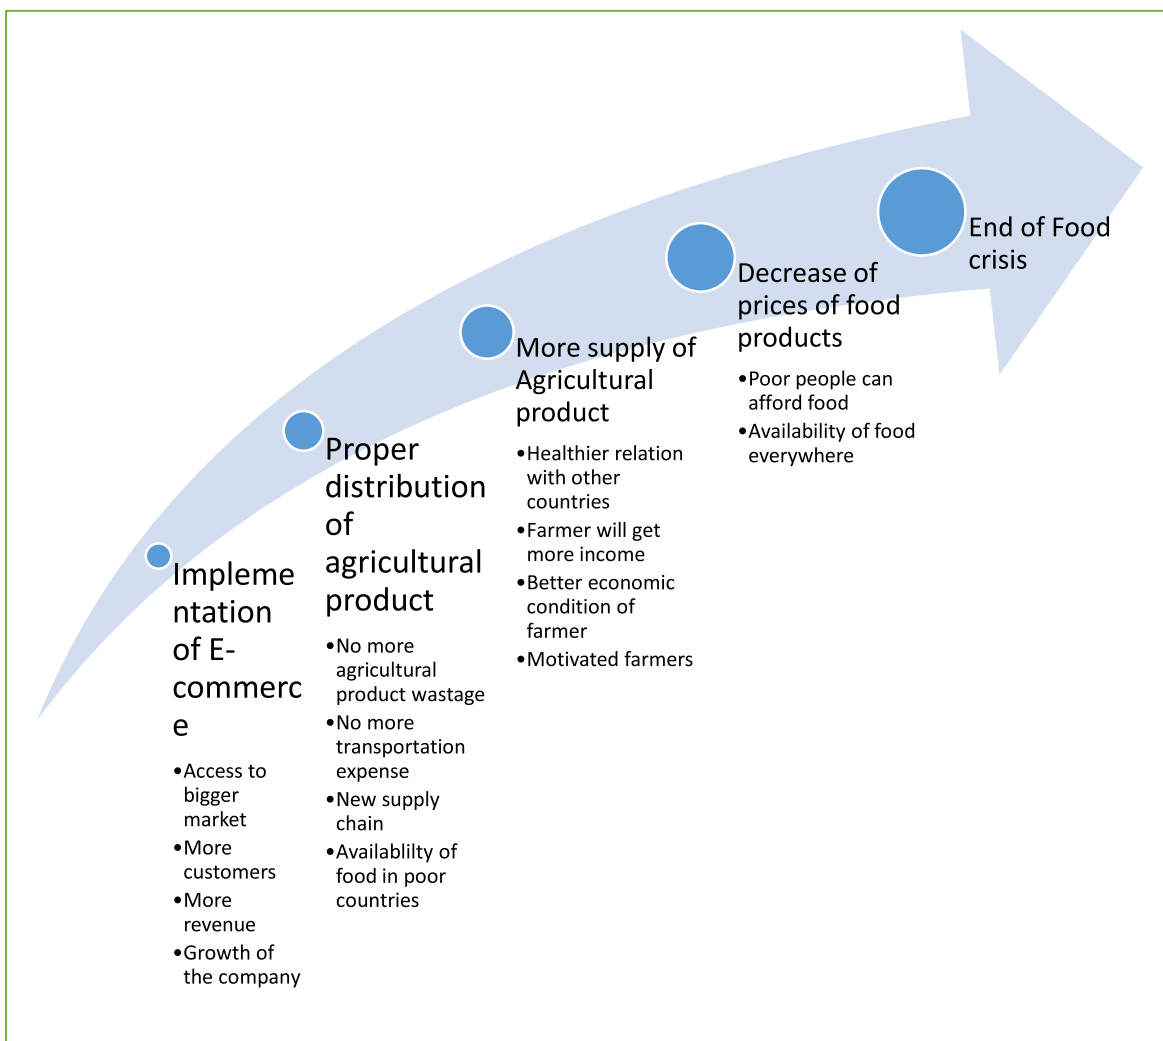 Impleme
ntation
of E-
commerc
e
•Access to
bigger
market
•More
customers
•More
revenue
•Growth of
the company
Proper
distribution
of
agricultural
product
•No more
agricultural
product wastage
•No more
transportation
expense
•New supply
chain
•Availablilty of
food in poor
countries
More supply of
Agricultural
product
•Healthier relation
with other
countries
•Farmer will get
more income
•Better economic
condition of
farmer
•Motivated farmers
Decrease of
prices of food
products
•Poor people can
afford food
•Availability of food
everywhere
End of Food
crisis